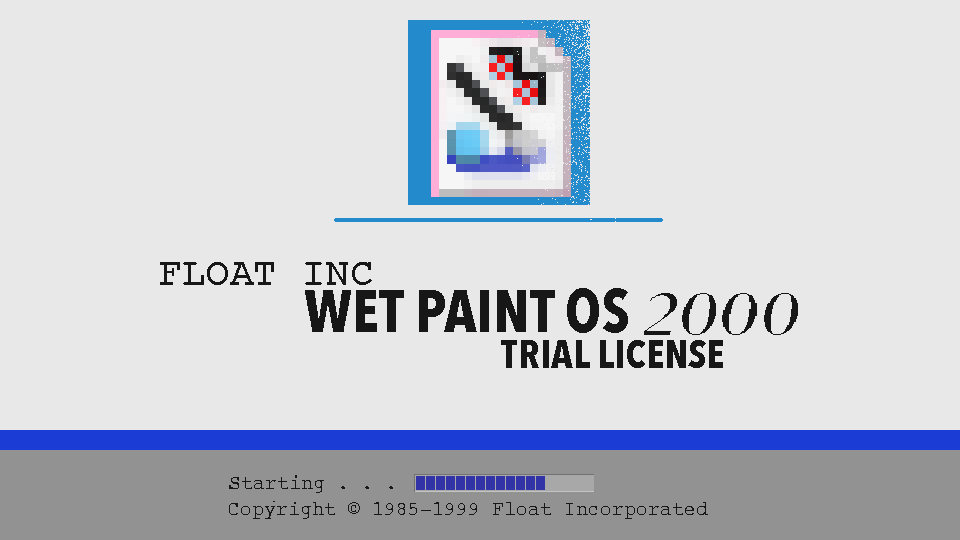 FLOAT INC
WET PAINT OS 2000
TRIAL LICENSE
Starting . . .
Copyright © 1985-1999 Float Incorporated